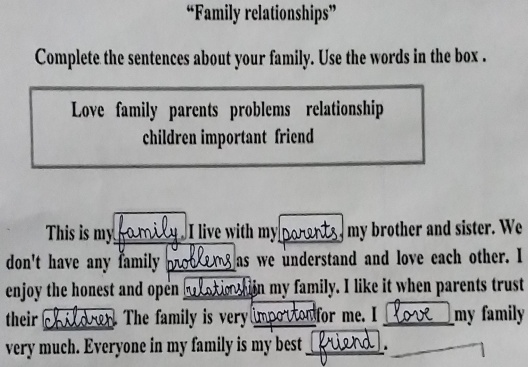 “Family relationships”
Complete the sentences about your family. Use the words in the box .
Love family parents problems relationship
children important friend
This is my family. I live with my parents, my brother and sister. We
don't have any family problems as we understand and love each other. I
enjoy the honest and open relationship in my family. I like it when parents trust
their children. The family is very important for me. I love my family
very much. Everyone in my family is my best friend .